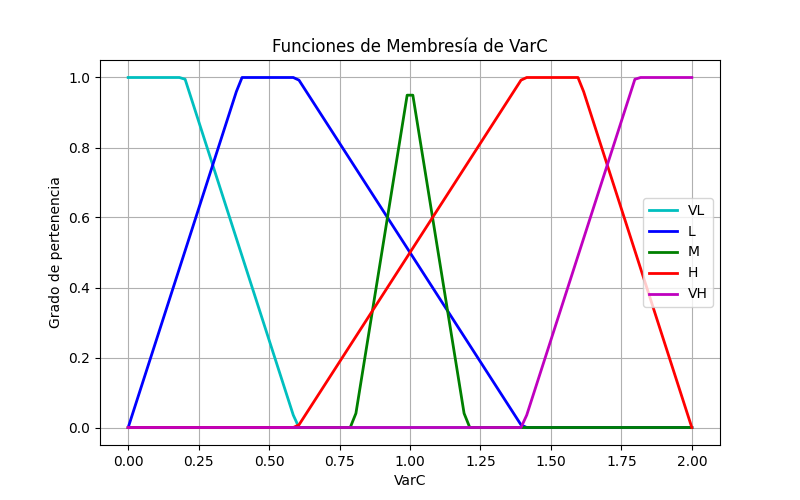 Funciones de Membresía de VarC
Grado de pertenencia
1.0
0.8
0.6
0.4
0.2
0.0
VL
L
M
H
VH
0.00 0.25 0.50 0.75 1.00 1.25 1.50 1.75 2.00
VarC